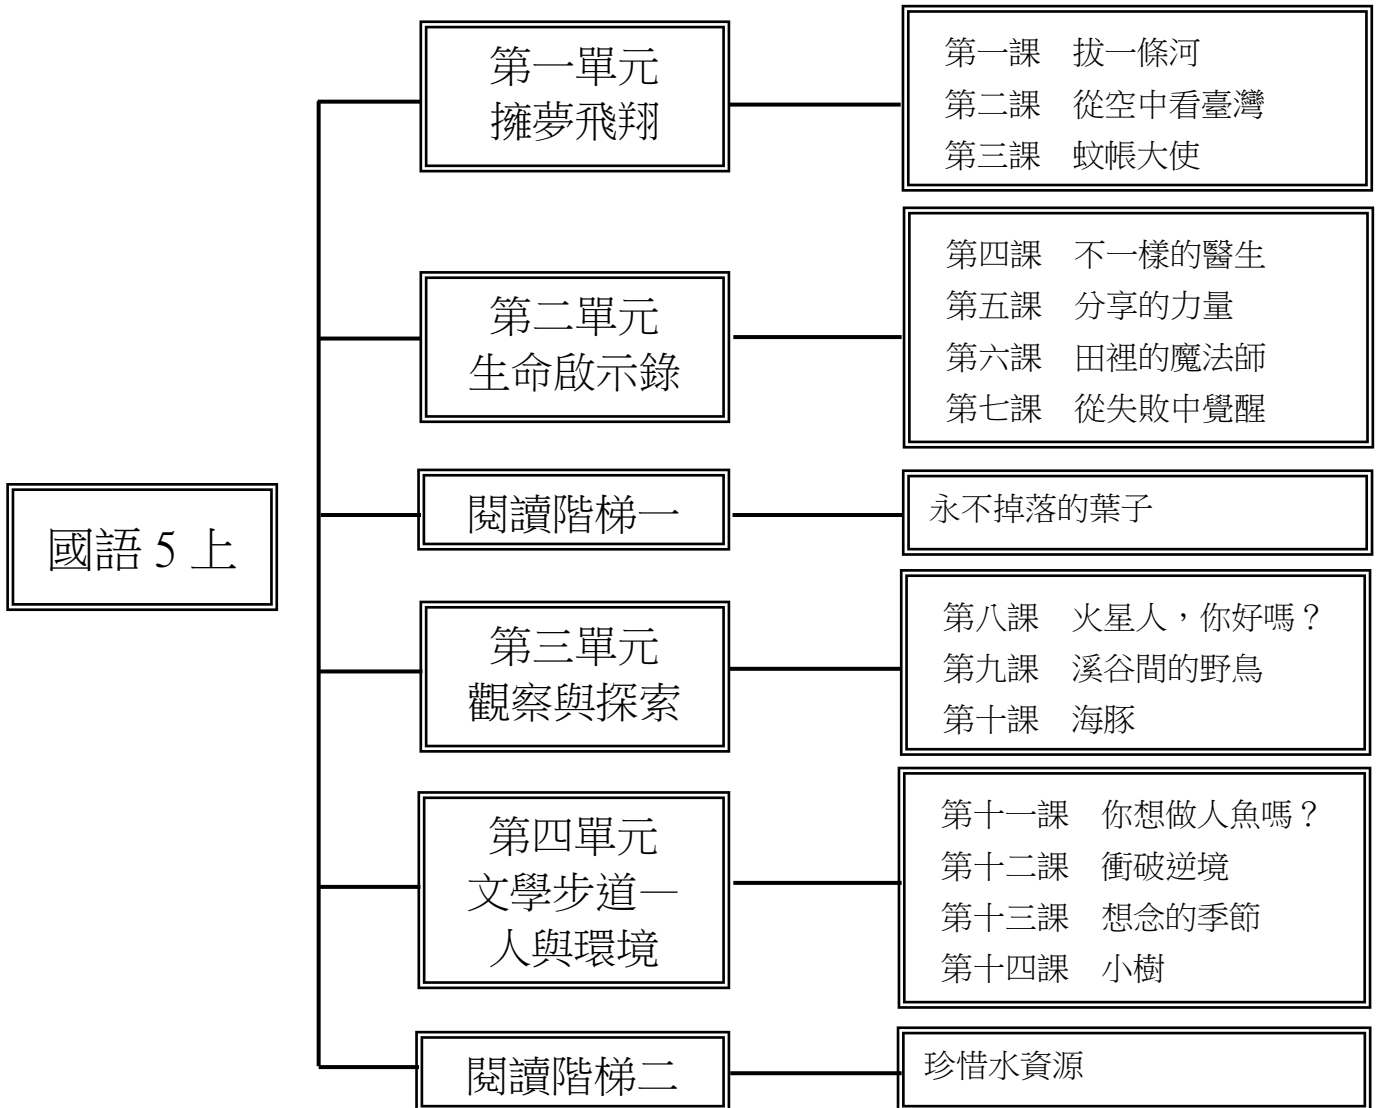 國語 5 上
第一單元
擁夢飛翔
第一課　拔一條河
第二課　從空中看臺灣
第三課　蚊帳大使
第二單元
生命啟示錄
第四課　不一樣的醫生
第五課　分享的力量
第六課　田裡的魔法師
第七課　從失敗中覺醒
閱讀階梯一
永不掉落的葉子
第三單元
觀察與探索
第八課　火星人，你好嗎？
第九課　溪谷間的野鳥
第十課　海豚
第四單元
文學步道—
人與環境
第十一課　你想做人魚嗎？
第十二課　衝破逆境
第十三課　想念的季節
第十四課　小樹
閱讀階梯二
珍惜水資源